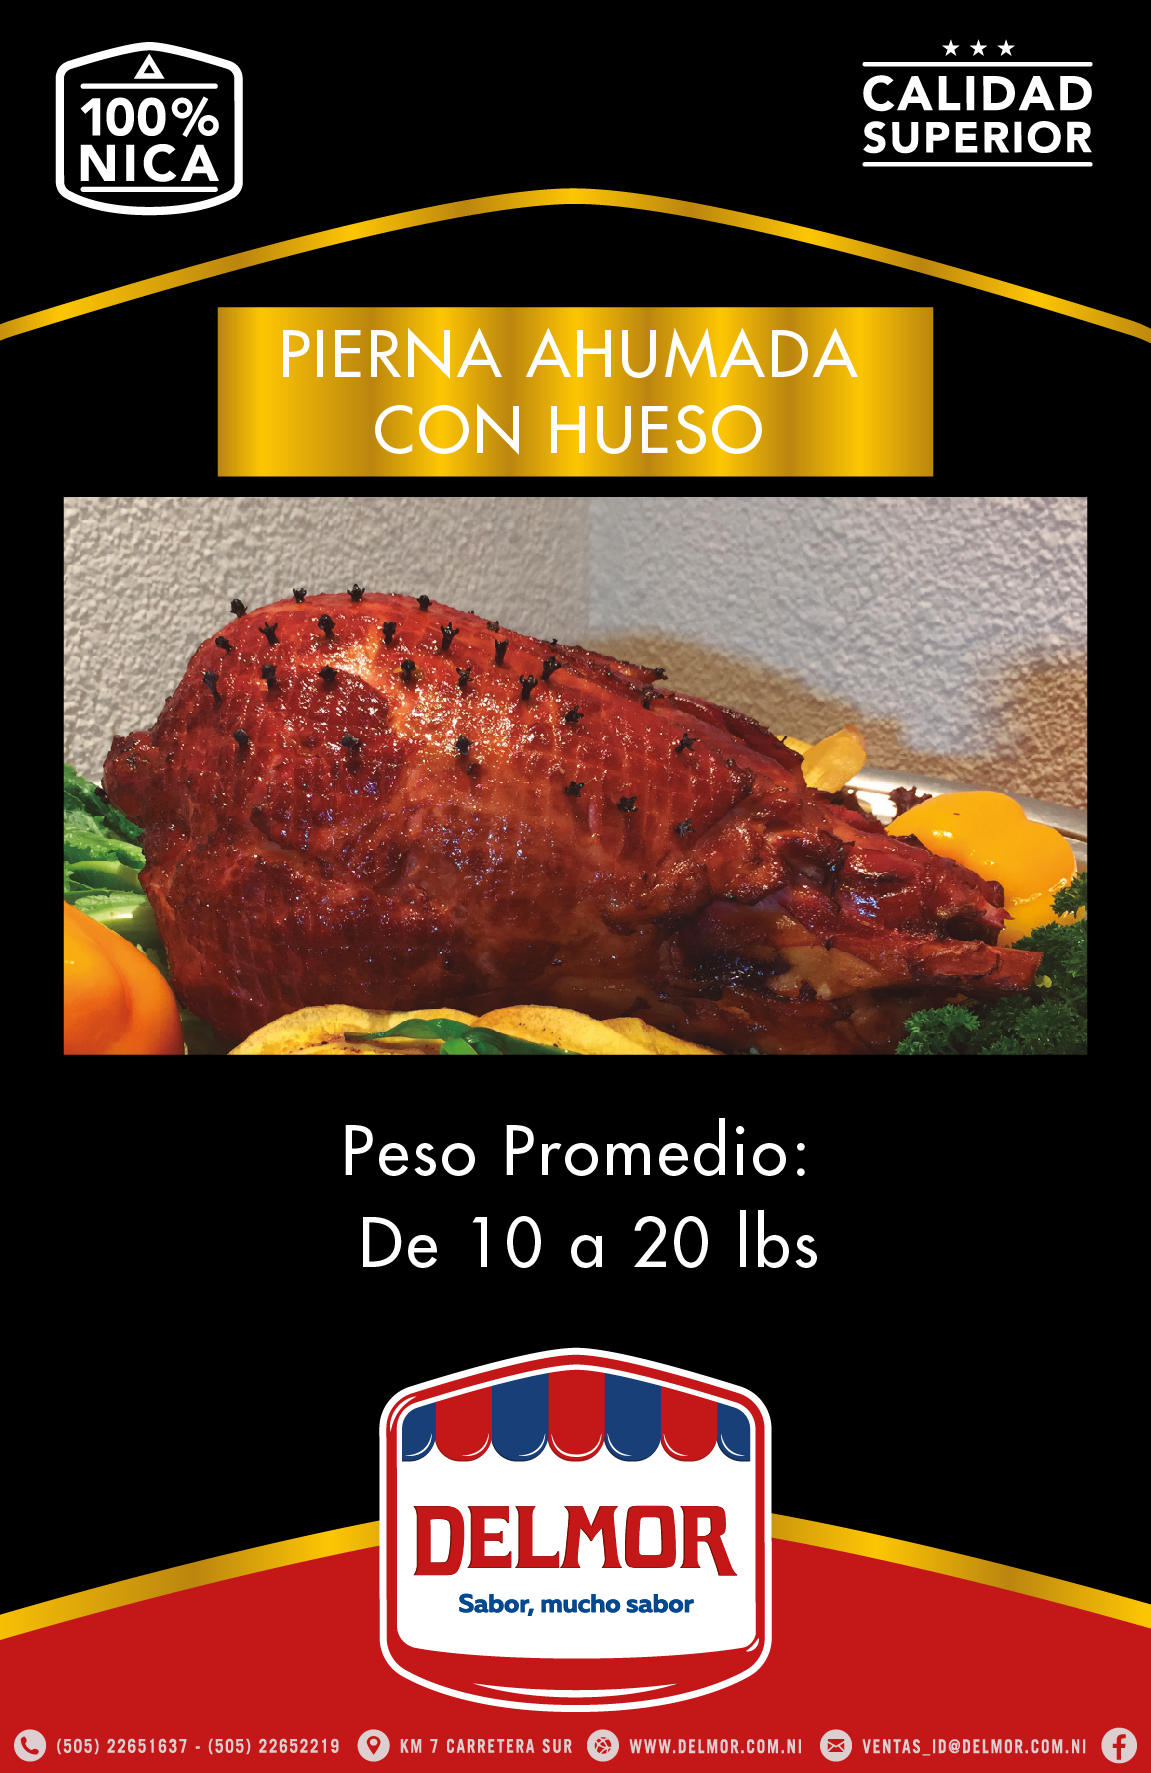 100%
NICA
CALIDAD
SUPERIOR
PIERNA AHUMADA
CON HUESO
Peso Promedio:
De 10 a 20 lbs
DELMOR
Sabor, mucho sabor
(505) 22651637 - (505) 22652219 KM 7 CARRETERA SUR WWW.DELMOR.COM.NI VENTAS_ID@DELMOR.COM.NI